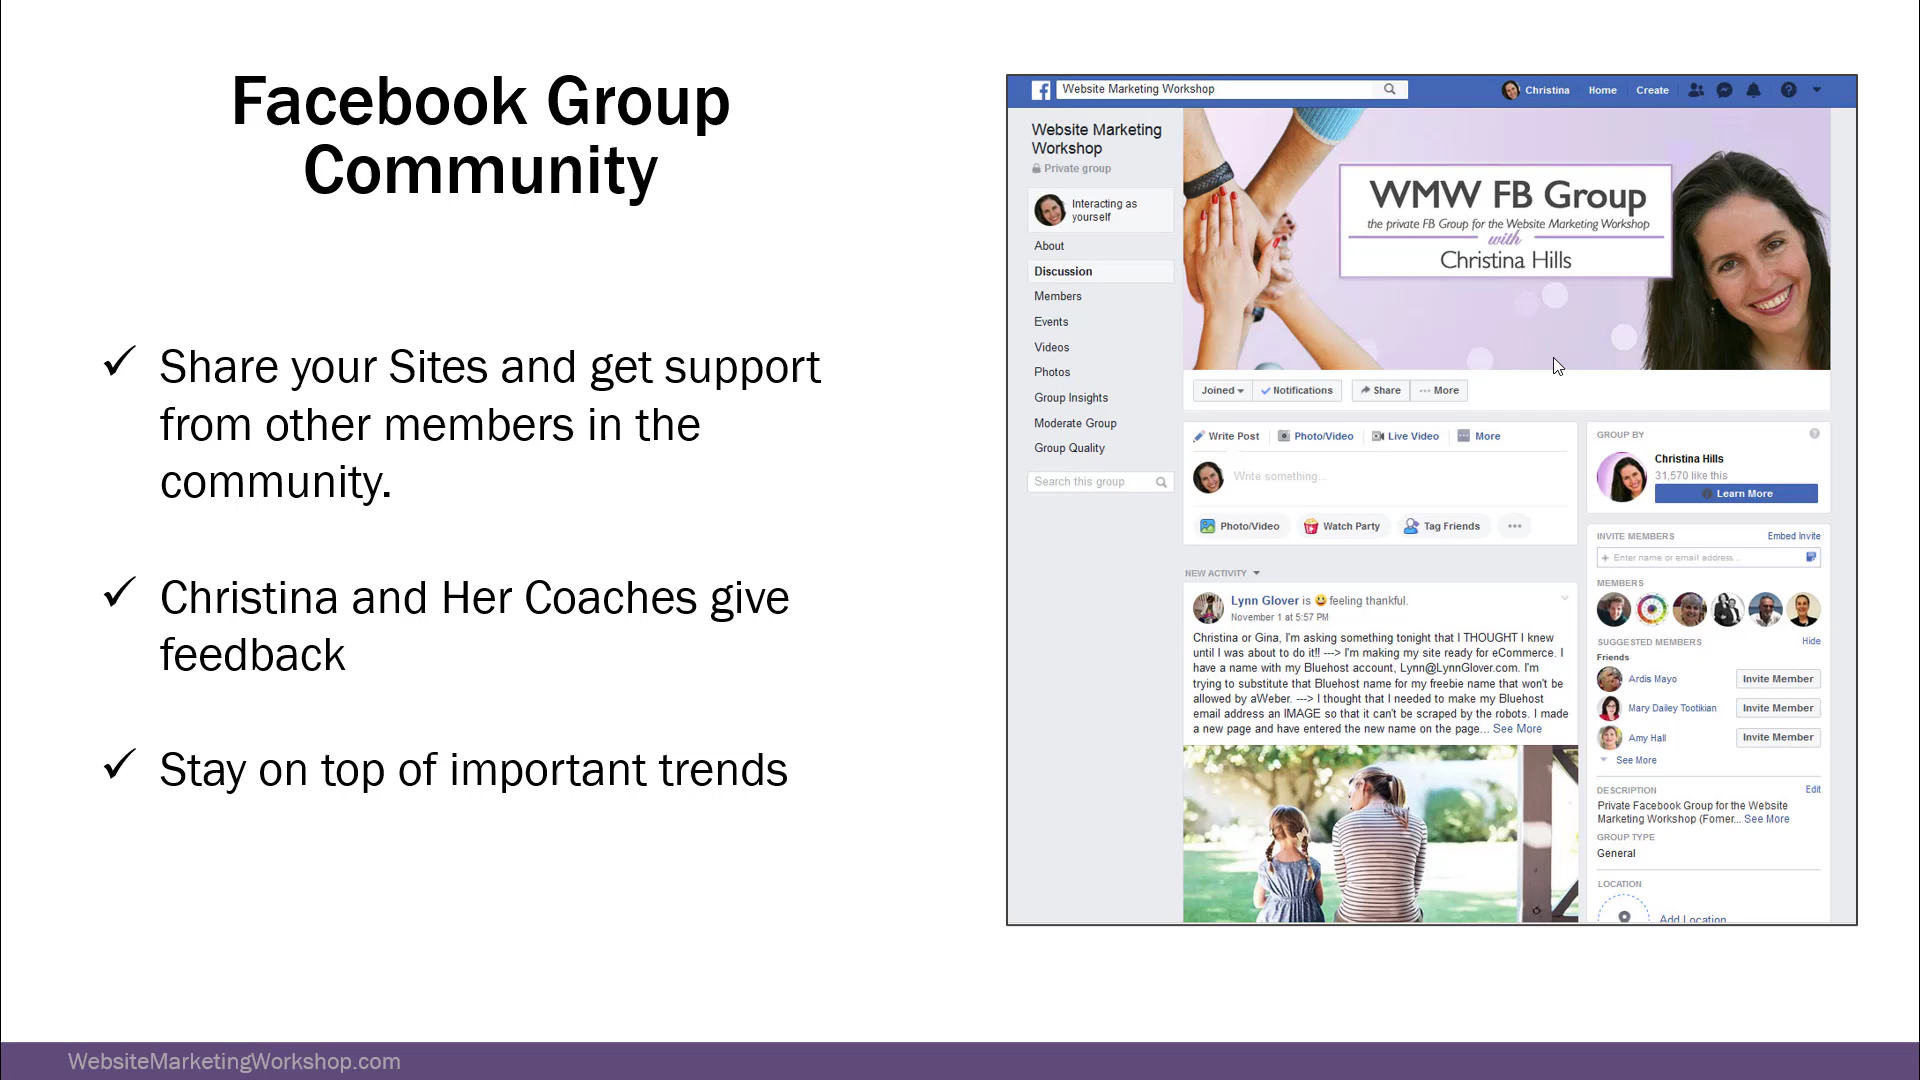 Facebook Group
Community
✓ Share your Sites and get support
from other members in the
community.
✓ Christina and Her Coaches give
feedback
✓ Stay on top of important trends
Website Marketing Workshop
Christina
Home
Create
Website Marketing
Workshop
Private group
Interacting as
yourself
About
Discussion
Members
Events
Videos
Photos
Group Insights
Moderate Group
Group Quality
Search this group
WMW FB Group
the private FB Group for the Website Marketing Workshop
with
Christina Hills
Joined
Notifications
Share
More
Write Post
Photo/Video
Live Video
More
Write something...
Photo/Video
Watch Party
Tag Friends
NEW ACTIVITY
Lynn Glover is feeling thankful.
November 1 at 5:57 PM
Christina or Gina, I'm asking something tonight that I THOUGHT I knew
until I was about to do it!! ---> I'm making my site ready for eCommerce. I
have a name with my Bluehost account, Lynn@LynnGlover.com. I'm
trying to substitute that Bluehost name for my freebie name that won't be
allowed by aWeber. ---> I thought that I needed to make my Bluehost
email address an IMAGE so that it can't be scraped by the robots. I made
a new page and have entered the new name on the page... See More
GROUP BY
Christina Hills
31,570 like this
Learn More
INVITE MEMBERS
Embed Invite
+ Enter name or email address...
MEMBERS
SUGGESTED MEMBERS
Hide
Friends
Ardis Mayo
Invite Member
Mary Dailey Tootikian
Invite Member
Amy Hall
Invite Member
See More
DESCRIPTION
Edit
Private Facebook Group for the Website
Marketing Workshop (Fomer... See More
GROUP TYPE
General
LOCATION
Add Location
WebsiteMarketingWorkshop.com